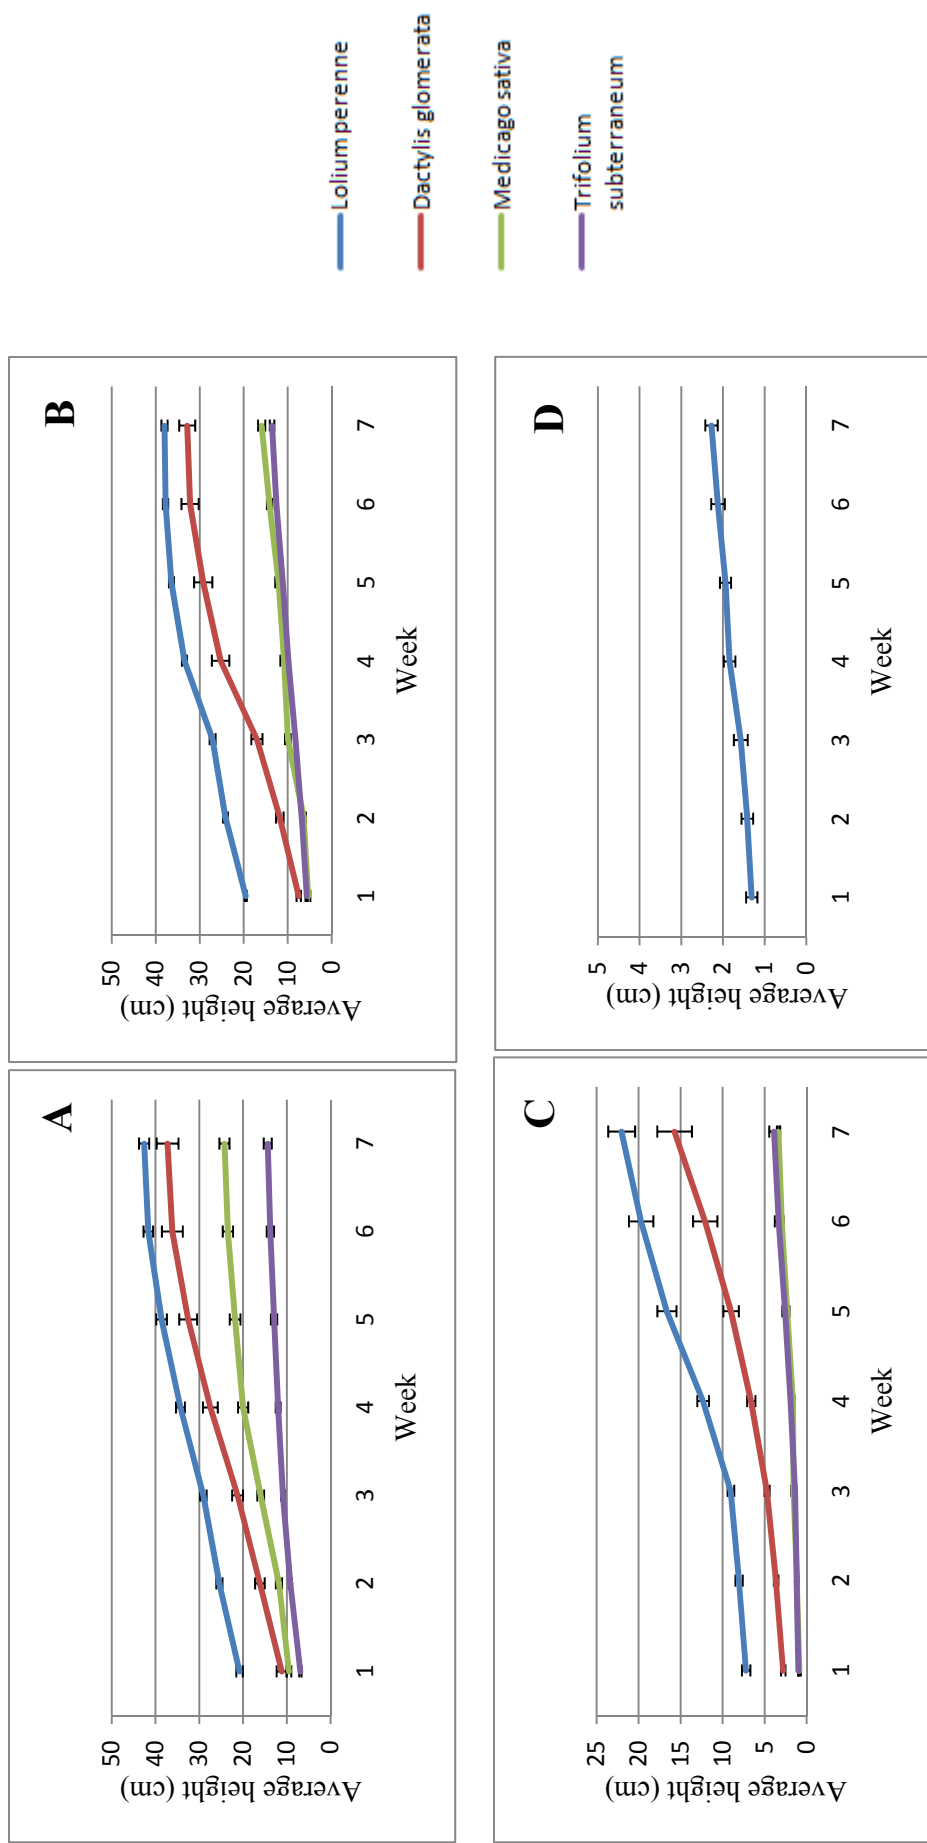 A
Average height (cm)
50
40
30
20
10
0
1 2 3 4 5 6 7
Week
B
Average height (cm)
50
40
30
20
10
0
1 2 3 4 5 6 7
Week
C
Average height (cm)
25
20
15
10
5
0
1 2 3 4 5 6 7
Week
D
Average height (cm)
5
4
3
2
1
0
1 2 3 4 5 6 7
Week
Lolium perenne
Dactylis glomerata
Medicago sativa
Trifolium
subterraneum